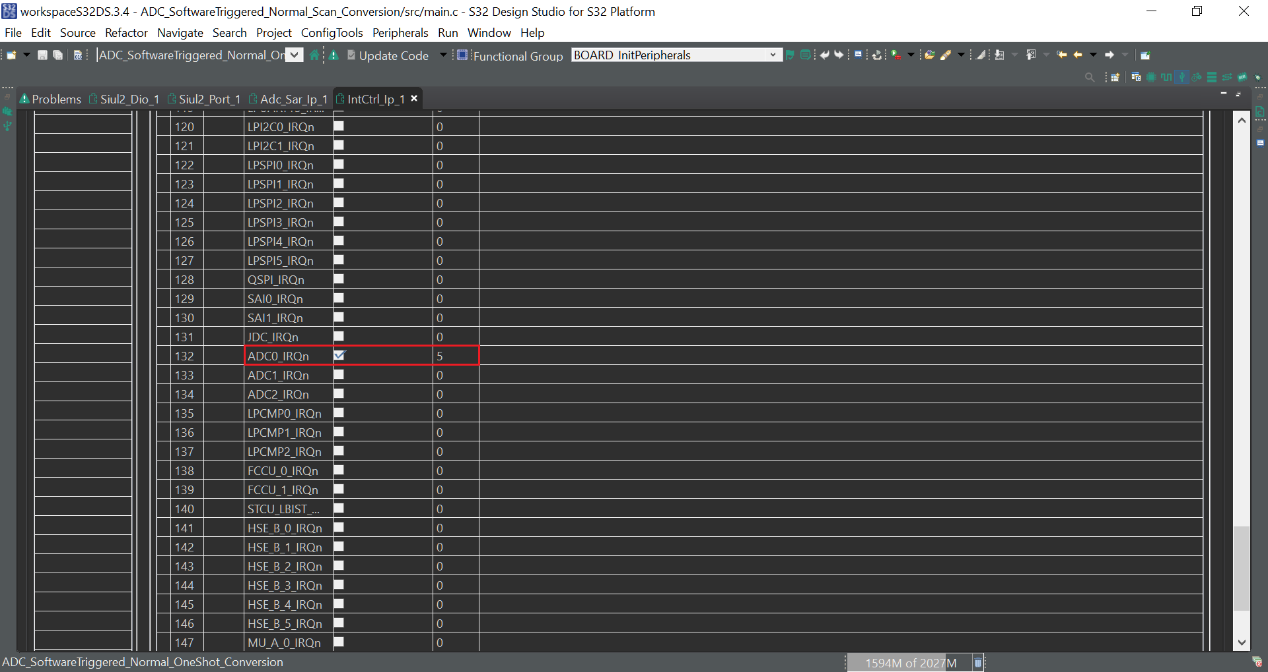 workspaceS32DS.3.4 - ADC_SoftwareTriggered_Normal_Scan_Conversion/src/main.c - S32 Design Studio for S32 Platform
File Edit Source Refactor Navigate Search Project ConfigTools Peripherals Run Window Help
ADC_SoftwareTriggered_Normal_On Update Code Functional Group BOARD InitPeripherals
Problems Siul2_Dio_1 Siul2_Port_1 Adc_Sar_Ip_1 IntCtrl_Ip_1
120 LPI2C0_IRQn 0
121 LPI2C1_IRQn 0
122 LPSPI0_IRQn 0
123 LPSPI1_IRQn 0
124 LPSPI2_IRQn 0
125 LPSPI3_IRQn 0
126 LPSPI4_IRQn 0
127 LPSPI5_IRQn 0
128 QSPI_IRQn 0
129 SAI0_IRQn 0
130 SAI1_IRQn 0
131 JDC_IRQn 0
132 ADC0_IRQn 5
133 ADC1_IRQn 0
134 ADC2_IRQn 0
135 LPCMP0_IRQn 0
136 LPCMP1_IRQn 0
137 LPCMP2_IRQn 0
138 FCCU_0_IRQn 0
139 FCCU_1_IRQn 0
140 STCU_LBIST_... 0
141 HSE_B_0_IRQn 0
142 HSE_B_1_IRQn 0
143 HSE_B_2_IRQn 0
144 HSE_B_3_IRQn 0
145 HSE_B_4_IRQn 0
146 HSE_B_5_IRQn 0
147 MU_A_0_IRQn 0
ADC_SoftwareTriggered_Normal_OneShot_Conversion 1594M of 2027M